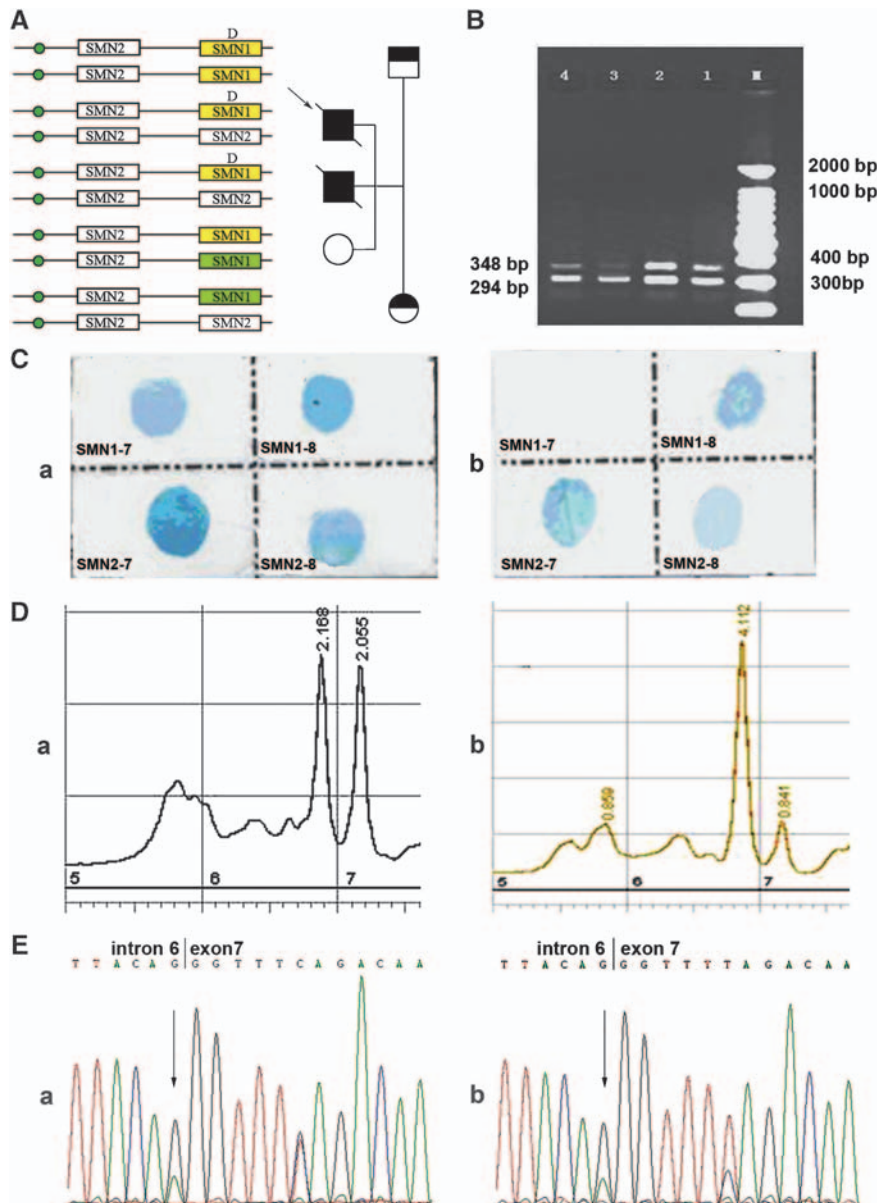 A
D
SMN2 SMN1
SMN2 SMN1
D
SMN2 SMN1
SMN2 SMN2
D
SMN2 SMN1
SMN2 SMN2
SMN2 SMN1
SMN2 SMN1
SMN2 SMN1
SMN2 SMN2
B
4 3 2 1
2000 bp
1000 bp
348 bp
400 bp
294 bp
300bp
C
a
SMN1-7 SMN1-8
SMN2-7 SMN2-8
b
SMN1-7 SMN1-8
SMN2-7 SMN2-8
D
a
2.168
2.055
5 6 7
b
0.859
4.112
0.841
5 6 7
E
intron 6 exon7
T T A C A G G G T T T C A G A C A A
a
intron 6 exon7
T T A C A G G G T T T T A G A C A A
b